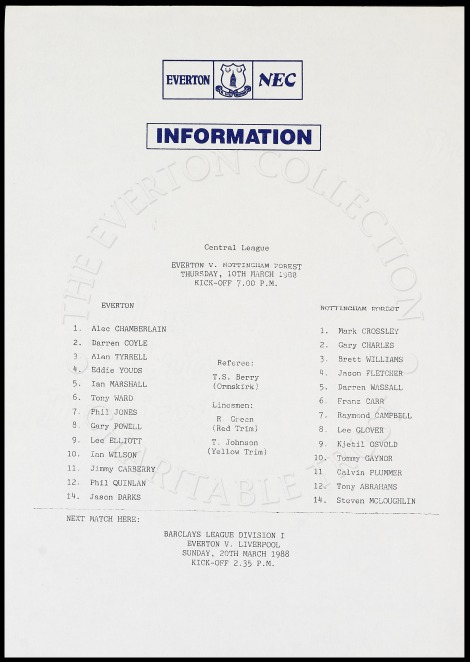 EVERTON NEC
INFORMATION
THE EVERTON COLLECTION CHARITABLE TRUST
Central League
EVERTON V. NOTTINGHAM FOREST
THURSDAY, 10TH MARCH 1988
KICK-OFF 7.00 P.M.
EVERTON
1. Alec CHAMBERLAIN
2. Darren COYLE
3 Alan TYRRELL
4. Eddie YOUDS
5. Ian MARSHALL
6. Tony WARD
7. Phil JONES
8. Gary POWELL
9. Lee ELLIOTT
10. Ian WILSON
11. Jimmy CARBERRY
12. Phil QUINLAN
14. Jason DARKS
Referee:
T.S. Berry
(Ormskirk)
Linesmen:
R. Green
(Red Trim)
T. Johnson
(Yellow Trim)
NOTTINGHAM FOREST
1. Mark CROSSLEY
2. Gary CHARLES
3. Brett WILLIAMS
4. Jason FLETCHER
5. Darren WASSALL
6. Franz CARR
7. Raymond CAMPBELL
8. Lee GLOVER
9. Kjetil OSVOLD
10. Tommy GAYNOR
11 Calvin PLUMMER
12. Tony ABRAHAMS
14. Steven MCLOUGHLIN
NEXT MATCH HERE:
BARCLAYS LEAGUE DIVISION I
EVERTON V. LIVERPOOL
SUNDAY, 20TH MARCH 1988
KICK-OFF 2.35 P.M.